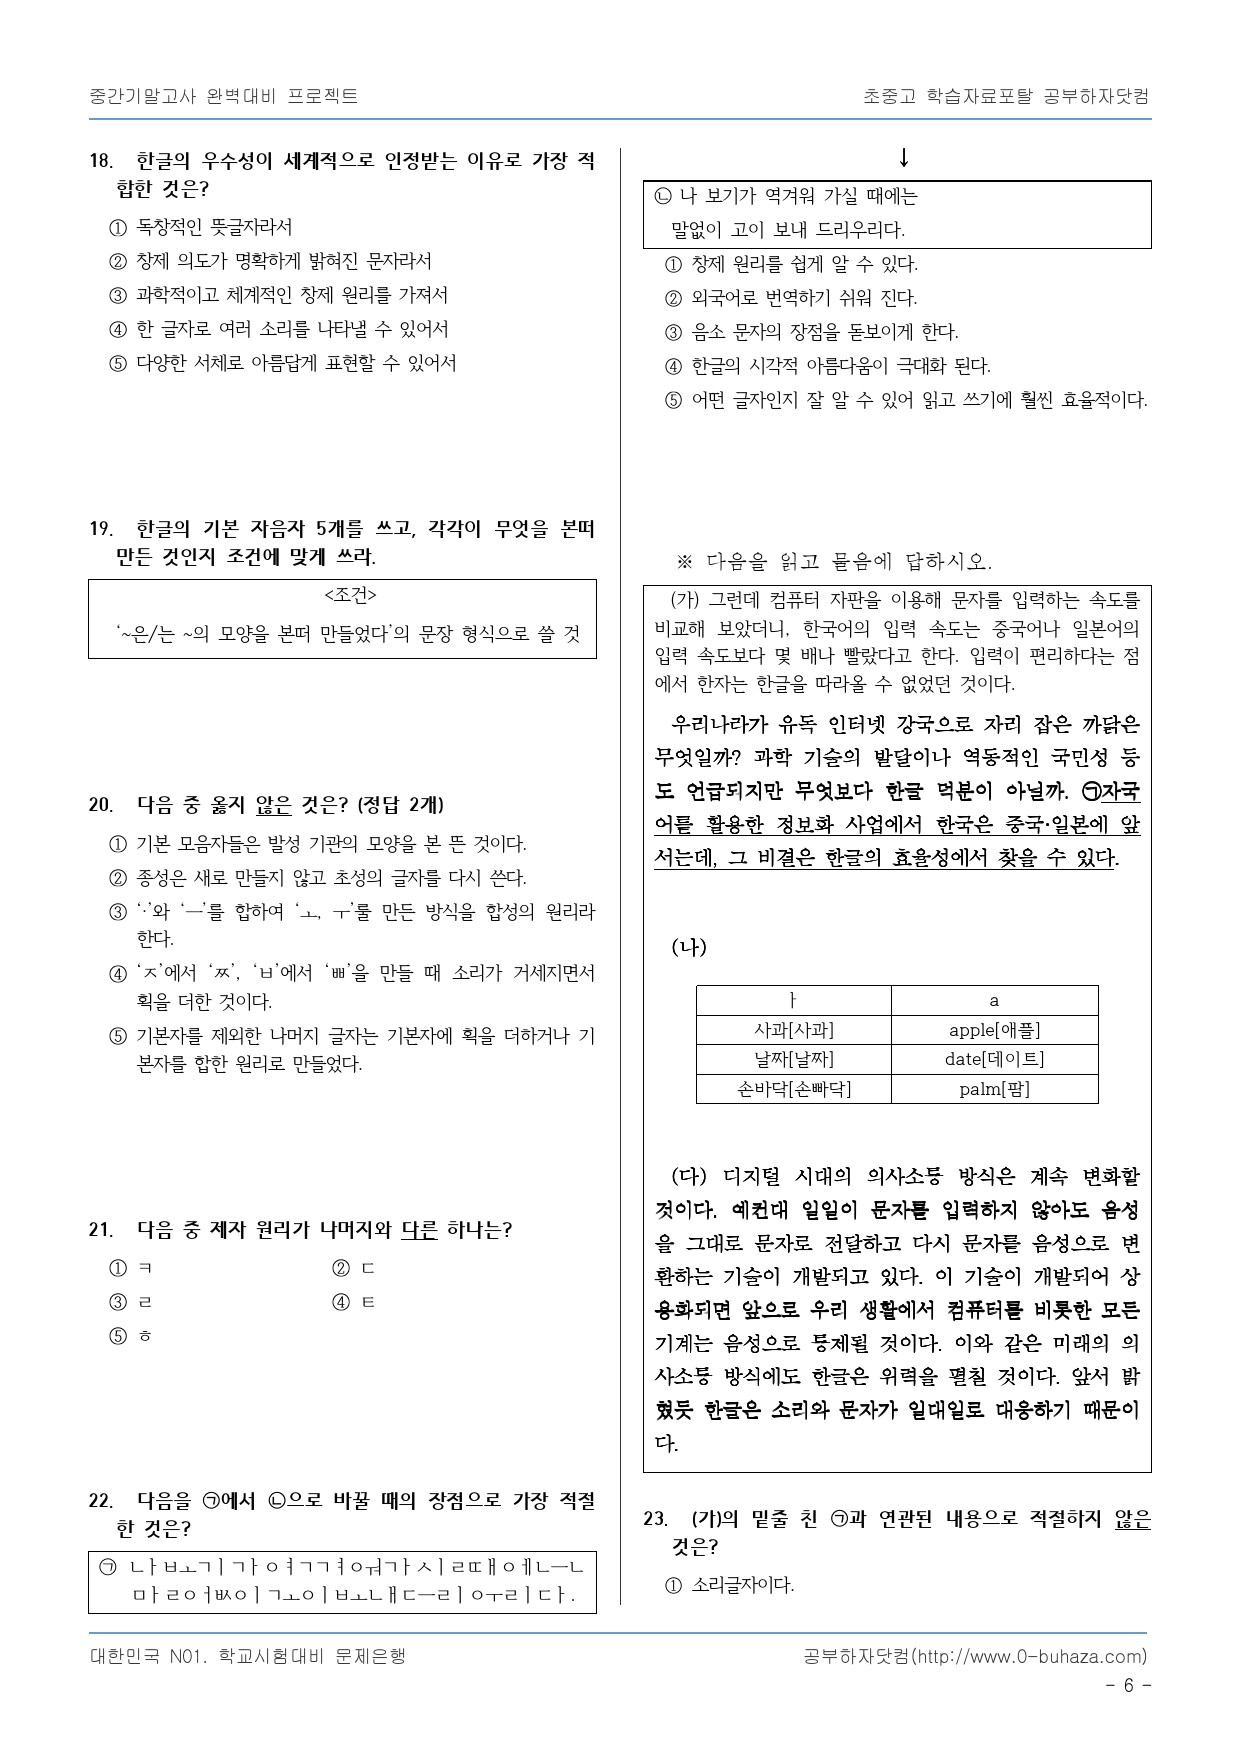 중간기말고사 완벽대비 프로젝트
초중고 학습자료포탈 공부하자닷컴
18. 한글의 우수성이 세계적으로 인정받는 이유로 가장 적
합한 것은?
① 독창적인 뜻글자라서
② 창제 의도가 명확하게 밝혀진 문자라서
③ 과학적이고 체계적인 창제 원리를 가져서
④ 한 글자로 여러 소리를 나타낼 수 있어서
⑤ 다양한 서체로 아름답게 표현할 수 있어서
19. 한글의 기본 자음자 5개를 쓰고, 각각이 무엇을 본떠
만든 것인지 조건에 맞게 쓰라.
<조건>
‘~은/는 ~의 모양을 본떠 만들었다’의 문장 형식으로 쓸 것
20. 다음 중 옳지 않은 것은? (정답 2개)
① 기본 모음자들은 발성 기관의 모양을 본 뜬 것이다.
② 종성은 새로 만들지 않고 초성의 글자를 다시 쓴다.
③ ‘·’와 ‘ㅡ’를 합하여 ‘ㅗ, ㅜ’룰 만든 방식을 합성의 원리라
한다.
④ ‘ㅈ’에서 ‘ㅉ’, ‘ㅂ’에서 ‘ㅃ’을 만들 때 소리가 거세지면서
획을 더한 것이다.
⑤ 기본자를 제외한 나머지 글자는 기본자에 획을 더하거나 기
본자를 합한 원리로 만들었다.
21. 다음 중 제자 원리가 나머지와 다른 하나는?
① ㅋ ② ㄷ
③ ㄹ ④ ㅌ
⑤ ㅎ
22. 다음을 ㉠에서 ㉡으로 바꿀 때의 장점으로 가장 적절
한 것은?
㉠ ㄴㅏㅂㅗㄱㅣㄱㅏㅇㅕㄱㄱㅕㅇㅝㄱㅏㅅㅣㄹㄸㅐㅇㅔㄴㅡㄴ
ㅁㅏㄹㅇㅓㅄㅇㅣㄱㅗㅇㅣㅂㅗㄴㅐㄷㅡㄹㅣㅇㅜㄹㅣㄷㅏ.
↓
㉡ 나 보기가 역겨워 가실 때에는
말없이 고이 보내 드리우리다.
① 창제 원리를 쉽게 알 수 있다.
② 외국어로 번역하기 쉬워 진다.
③ 음소 문자의 장점을 돋보이게 한다.
④ 한글의 시각적 아름다움이 극대화 된다.
⑤ 어떤 글자인지 잘 알 수 있어 읽고 쓰기에 훨씬 효율적이다.
※ 다음을 읽고 물음에 답하시오.
(가) 그런데 컴퓨터 자판을 이용해 문자를 입력하는 속도를
비교해 보았더니, 한국어의 입력 속도는 중국어나 일본어의
입력 속도보다 몇 배나 빨랐다고 한다. 입력이 편리하다는 점
에서 한자는 한글을 따라올 수 없었던 것이다.
우리나라가 유독 인터넷 강국으로 자리 잡은 까닭은
무엇일까? 과학 기술의 발달이나 역동적인 국민성 등
도 언급되지만 무엇보다 한글 덕분이 아닐까. ㉠자국
어를 활용한 정보화 사업에서 한국은 중국·일본에 앞
서는데, 그 비결은 한글의 효율성에서 찾을 수 있다.
(나)
ㅏ a
사과[사과] apple[애플]
날짜[날짜] date[데이트]
손바닥[손빠닥] palm[팜]
(다) 디지털 시대의 의사소통 방식은 계속 변화할
것이다. 예컨대 일일이 문자를 입력하지 않아도 음성
을 그대로 문자로 전달하고 다시 문자를 음성으로 변
환하는 기술이 개발되고 있다. 이 기술이 개발되어 상
용화되면 앞으로 우리 생활에서 컴퓨터를 비롯한 모든
기계는 음성으로 통제될 것이다. 이와 같은 미래의 의
사소통 방식에도 한글은 위력을 펼칠 것이다. 앞서 밝
혔듯 한글은 소리와 문자가 일대일로 대응하기 때문이
다.
23. (가)의 밑줄 친 ㉠과 연관된 내용으로 적절하지 않은
것은?
① 소리글자이다.
대한민국 N01. 학교시험대비 문제은행
공부하자닷컴(http://www.0-buhaza.com)
- 6 -